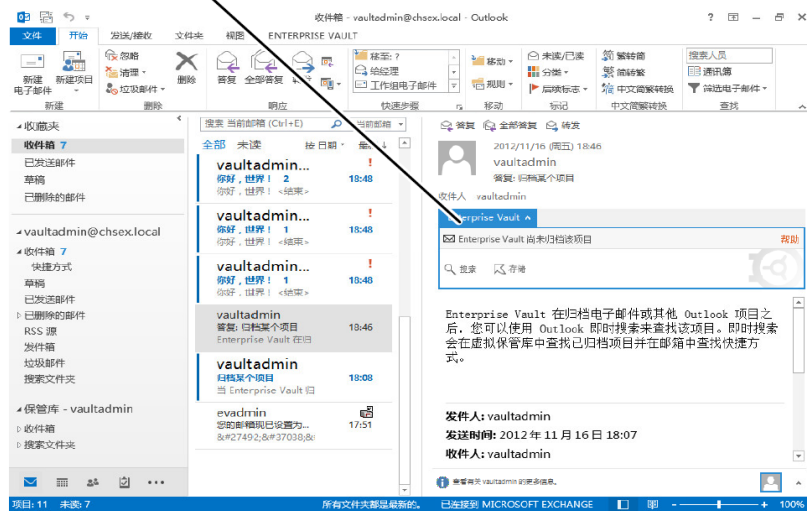 收件箱 - vaultadmin@chsex.local - Outlook
文件 开始 发送/接收 文件夹 视图 ENTERPRISE VAULT
新建
电子邮件
新建项目
忽略
清理
垃圾邮件
删除
答复 全部答复
移至: ?
给经理
工作组电子邮件
移动
规则
未读/已读
分类
后续标志
繁转简
简转繁
中文简繁转换
搜索人员
通讯簿
筛选电子邮件
新建 删除 响应 快速步骤 移动 标记 中文简繁转换 查找
收藏夹
收件箱 7
已发送邮件
草稿
已删除的邮件
vaultadmin@chsex.local
收件箱 7
快捷方式
草稿
已发送邮件
已删除的邮件
RSS 源
发件箱
垃圾邮件
搜索文件夹
保管库 - vaultadmin
收件箱
搜索文件夹
搜索 当前邮箱 (Ctrl+E) 当前邮箱
全部 未读 按日期
vaultadmin...
你好，世界！ 2 18:48
你好，世界！ <结束>
vaultadmin...
你好，世界！ 1 18:48
你好，世界！ <结束>
vaultadmin...
你好，世界！ 1 18:48
你好，世界！ <结束>
vaultadmin
答复: 归档某个项目 18:46
Enterprise Vault 在归
vaultadmin
归档某个项目 18:08
当 Enterprise Vault 归
evadmin
您的邮箱现已设置为... 17:51
&#27492;&#37038;&#
答复 全部答复 转发
2012/11/16 (周五) 18:46
vaultadmin
答复: 归档某个项目
收件人 vaultadmin
Enterprise Vault
Enterprise Vault 尚未归档该项目 帮助
搜索 存储
Enterprise Vault 在归档电子邮件或其他 Outlook 项目之
后，您可以使用 Outlook 即时搜索来查找该项目。即时搜索
会在虚拟保管库中查找已归档项目并在邮箱中查找快捷方
式。
发件人: vaultadmin
发送时间: 2012 年 11 月 16 日 18:07
收件人: vaultadmin
查看有关 vaultadmin 的更多信息。
项目: 11 未读: 7 所有文件夹都是最新的。 已连接到 MICROSOFT EXCHANGE 100%